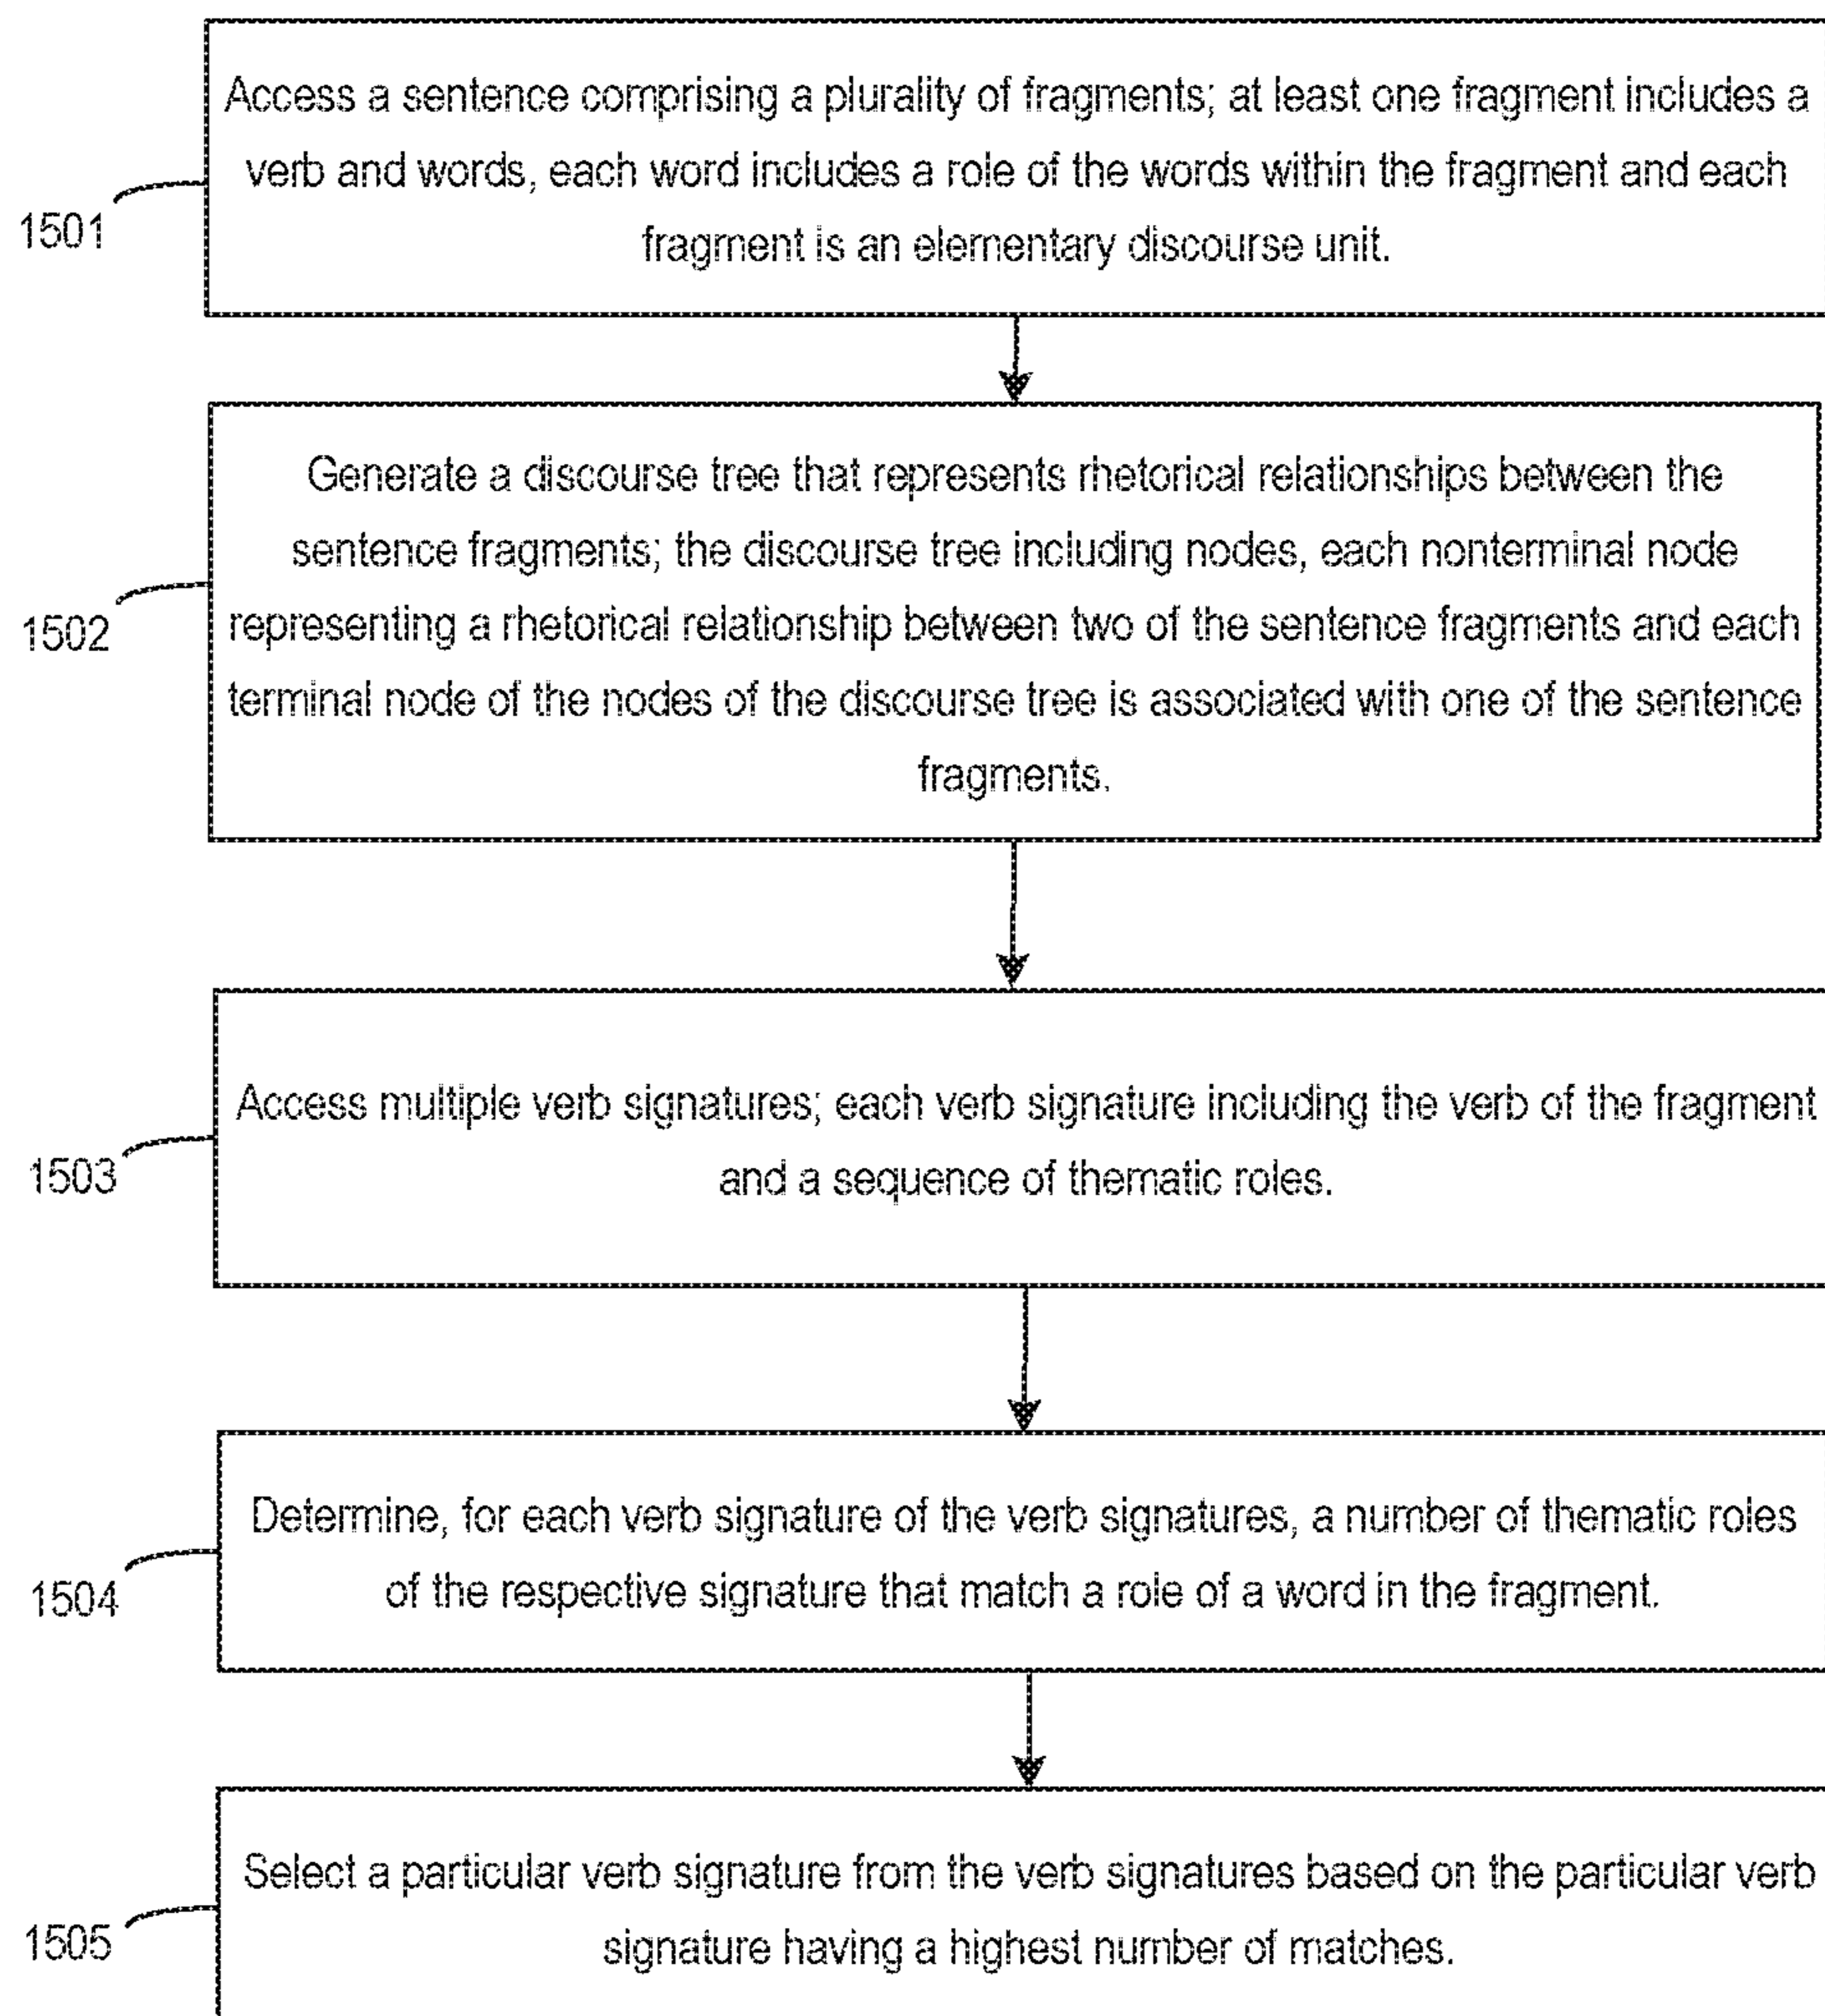 Access a sentence comprising a plurality of fragments; at least one fragment includes a
verb and words, each word includes a role of the words within the fragment and each
fragment is an elementary discourse unit.
1501
Generate a discourse tree that represents rhetorical relationships between the
sentence fragments; the discourse tree including nodes, each nonterminal node
representing a rhetorical relationship between two of the sentence fragments and each
terminal node of the nodes of the discourse tree is associated with one of the sentence
fragments.
1502
Access multiple verb signatures; each verb signature including the verb of the fragment
and a sequence of thematic roles.
1503
Determine, for each verb signature of the verb signatures, a number of thematic roles
of the respective signature that match a role of a word in the fragment.
1504
Select a particular verb signature from the verb signatures based on the particular verb
signature having a highest number of matches.
1505